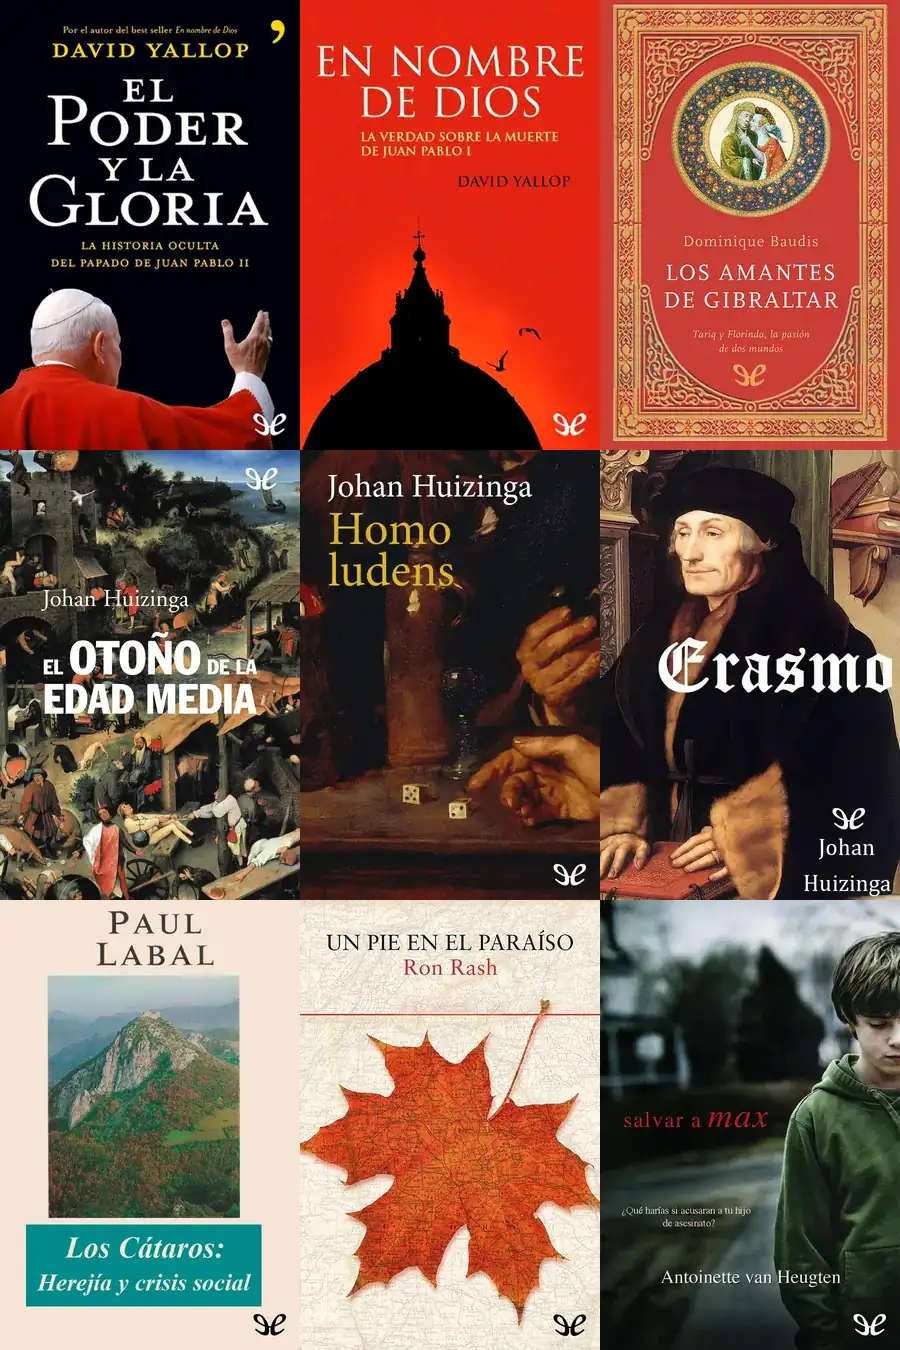 Por el autor del best seller En nombre de Dios
DAVID YALLOP
EL
PODER
Y LA
GLORIA
LA HISTORIA OCULTA
DEL PAPADO DE JUAN PABLO II
EN NOMBRE
DE DIOS
LA VERDAD SOBRE LA MUERTE
DE JUAN PABLO I
DAVID YALLOP
Dominique Baudis
LOS AMANTES
DE GIBRALTAR
Tariq y Florinda, la pasión
de dos mundos
Johan Huizinga
EL OTOÑO DE LA
EDAD MEDIA
Johan Huizinga
Homo
ludens
Erasmo
Johan
Huizinga
PAUL
LABAL
Los Cátaros:
Herejía y crisis social
UN PIE EN EL PARAÍSO
Ron Rash
salvar a max
¿Qué harías si acusaran a tu hijo
de asesinato?
Antoinette van Heugten